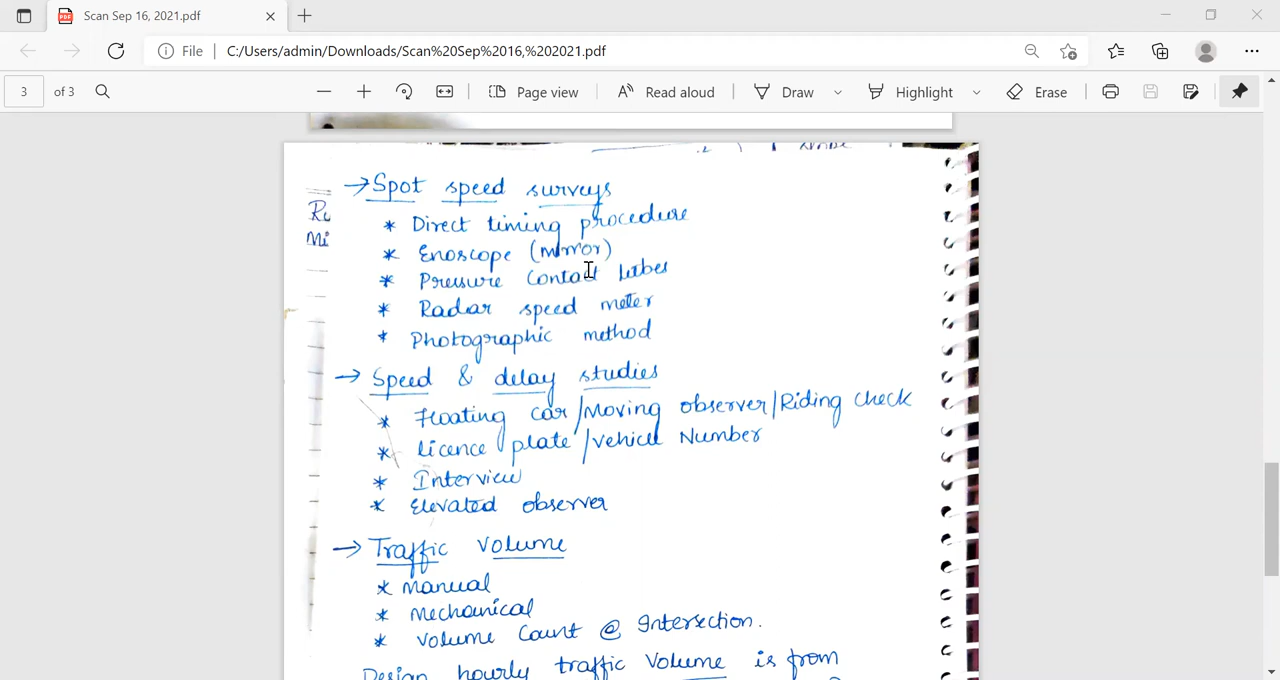 Scan Sep 16, 2021.pdf
File C:/Users/admin/Downloads/Scan%20Sep%2016,%202021.pdf
3 of 3 Page view Read aloud Draw Highlight Erase
→ Spot speed surveys
Ru
* Direct timing procedure
Mi
* Enoscope (mirror)
* Pressure Contact tubes
* Radar speed meter
* Photographic method
→ Speed & delay studies
* Floating car/Moving observer/Riding check
* licence plate/vehicle Number
* Interview
* Elevated observer
→ Traffic Volume
* Manual
* Mechanical
* Volume Count @ Intersection.
Design hourly traffic Volume is from